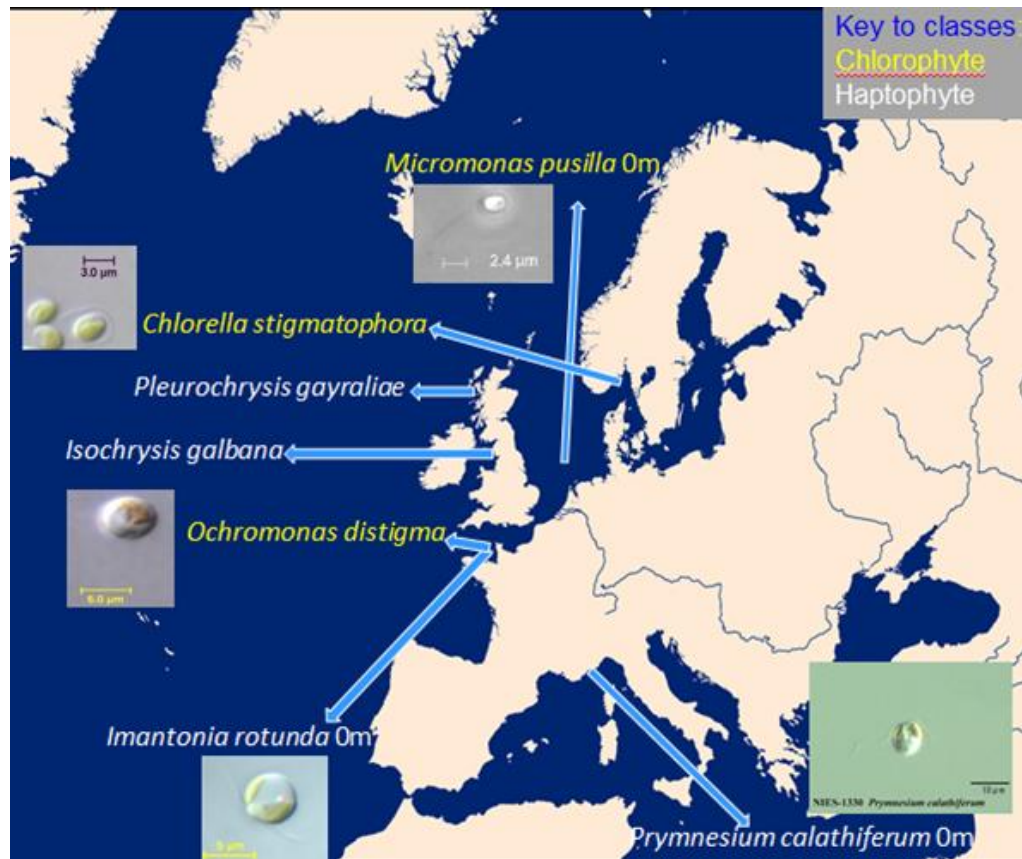 Key to classes
Chlorophyte
Haptophyte
Micromonas pusilla 0m
2.4 µm
3.0 µm
Chlorella stigmatophora
Pleurochrysis gayraliae
Isochrysis galbana
Ochromonas distigma
6.0 µm
Imantonia rotunda 0m
5 µm
10 µm
NIES-1330 Prymnesium calathiferum
Prymnesium calathiferum 0m